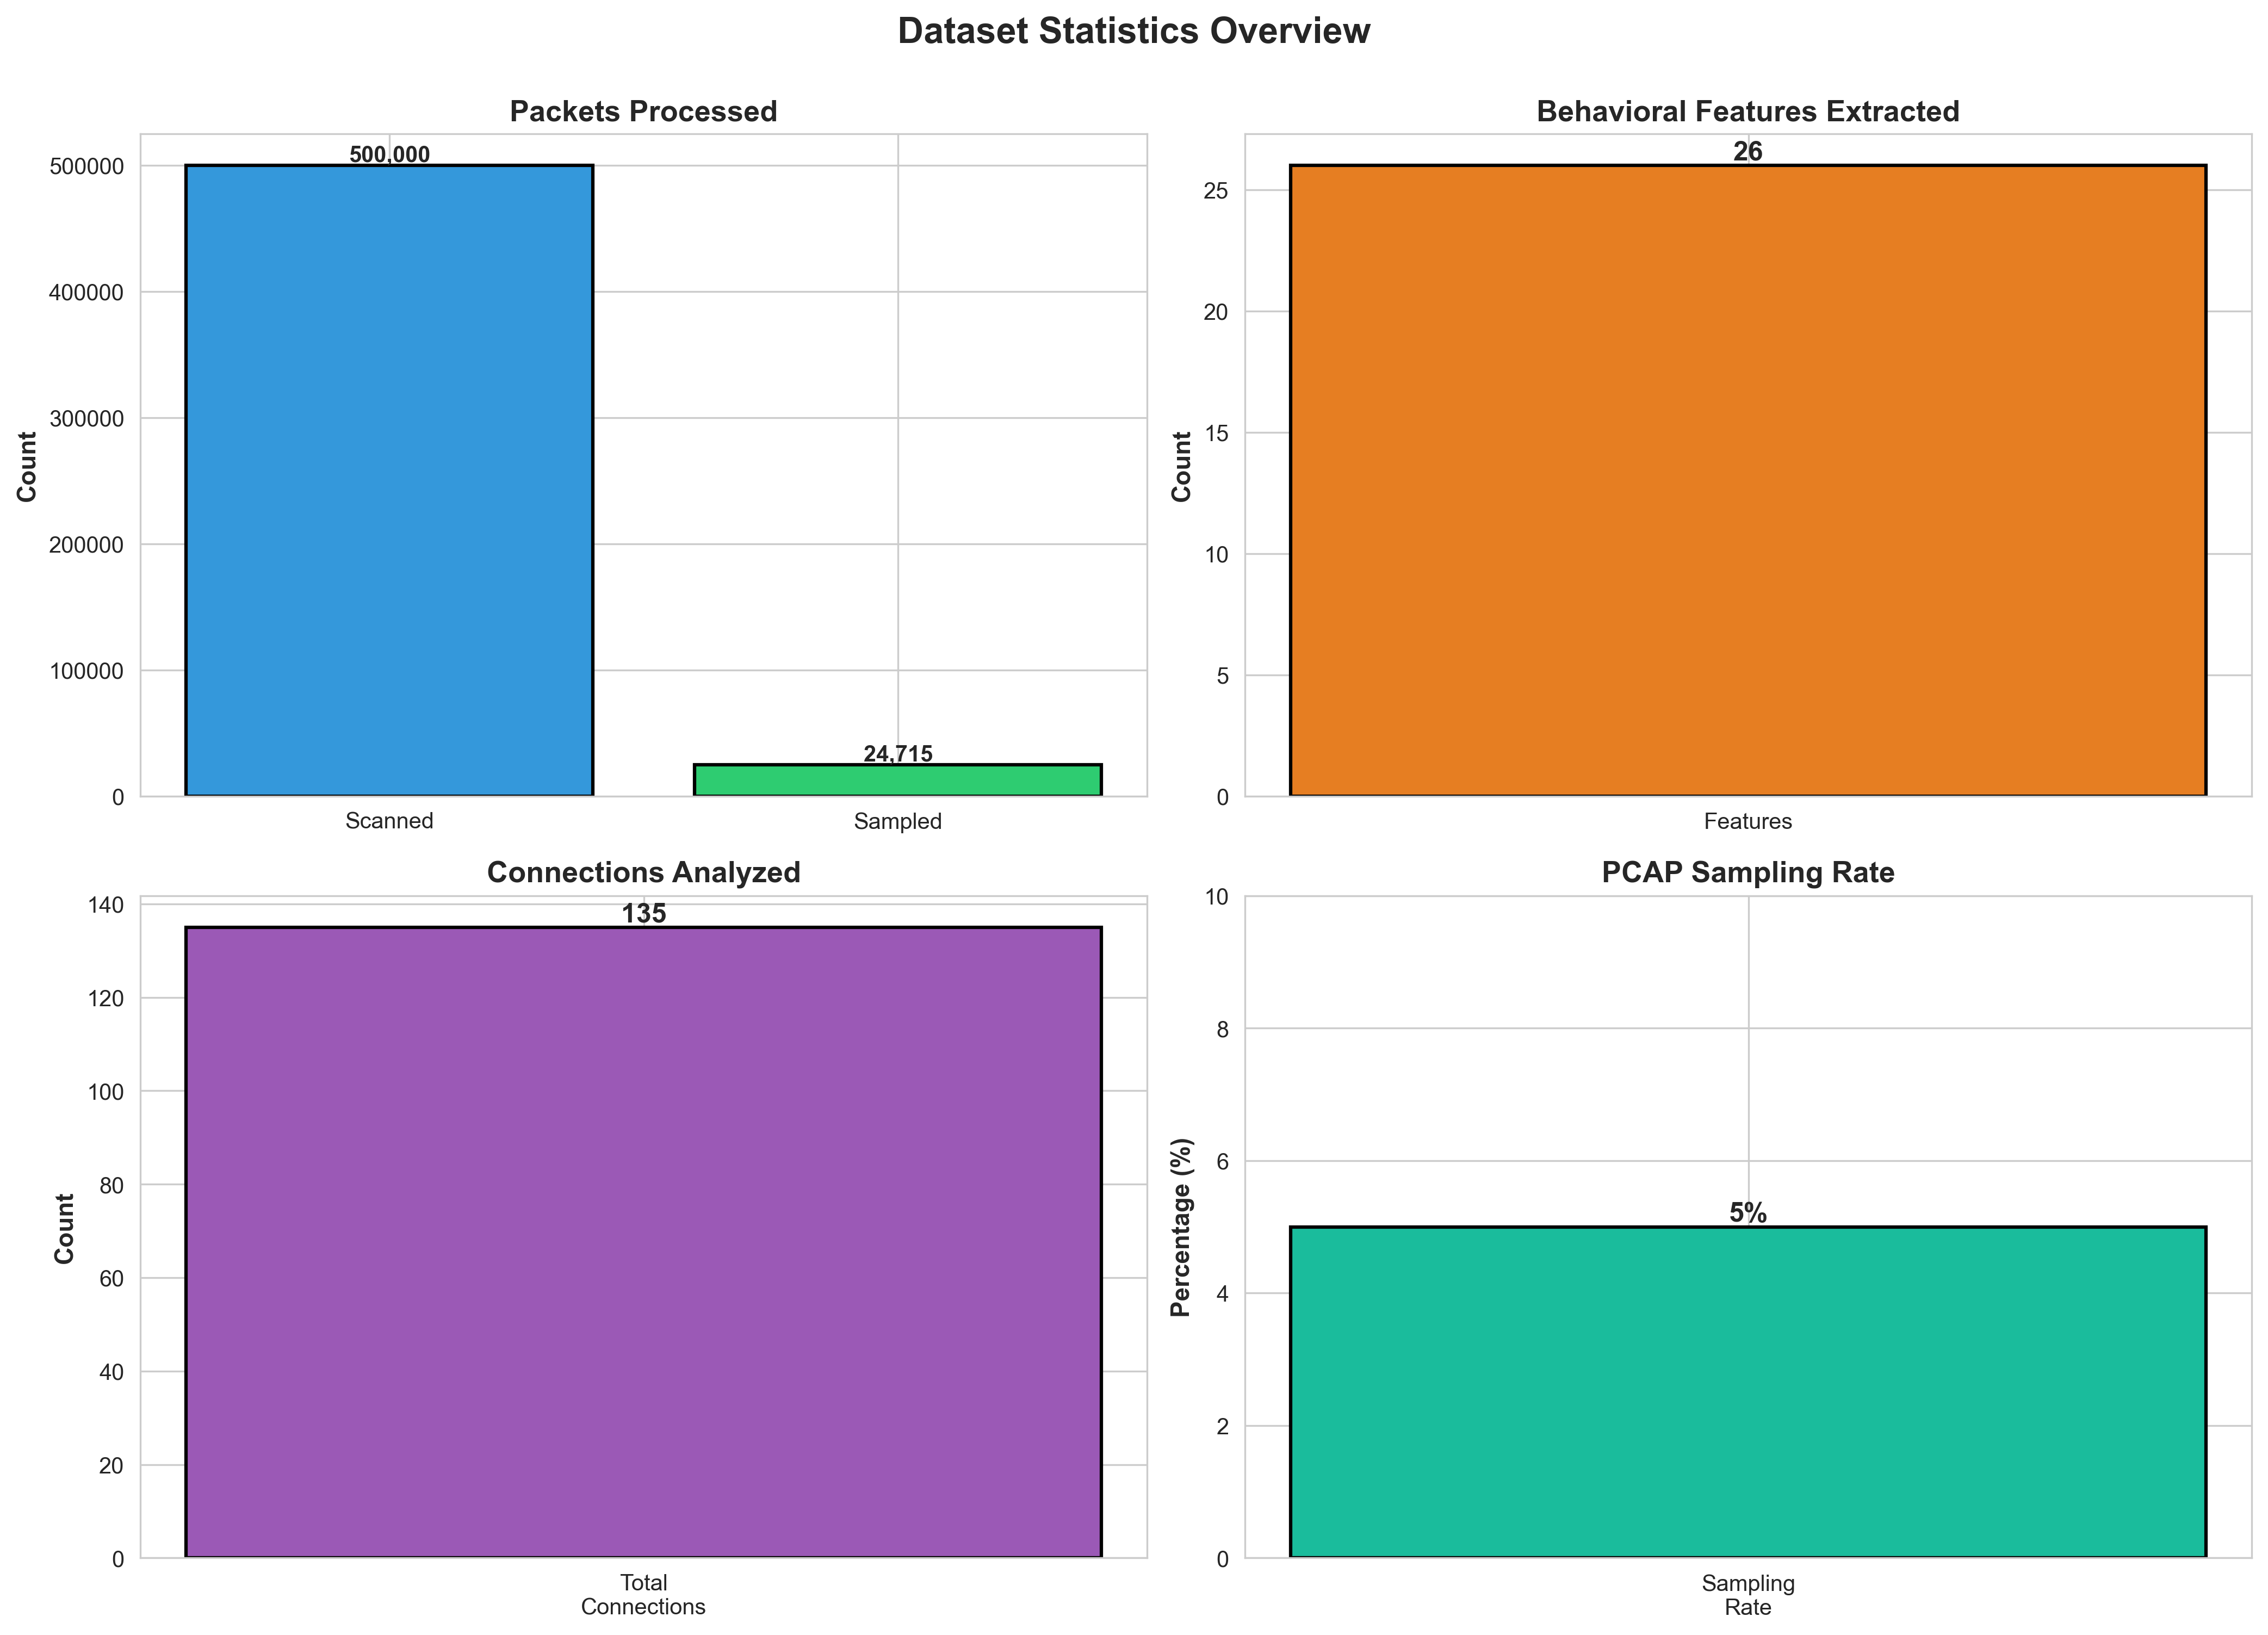 Dataset Statistics Overview
Packets Processed
500,000
24,715
500000
400000
300000
200000
100000
0
Count
Scanned
Sampled
Behavioral Features Extracted
26
25
20
15
10
5
0
Count
Features
Connections Analyzed
135
140
120
100
80
60
40
20
0
Count
Total
Connections
PCAP Sampling Rate
5%
10
8
6
4
2
0
Percentage (%)
Sampling
Rate